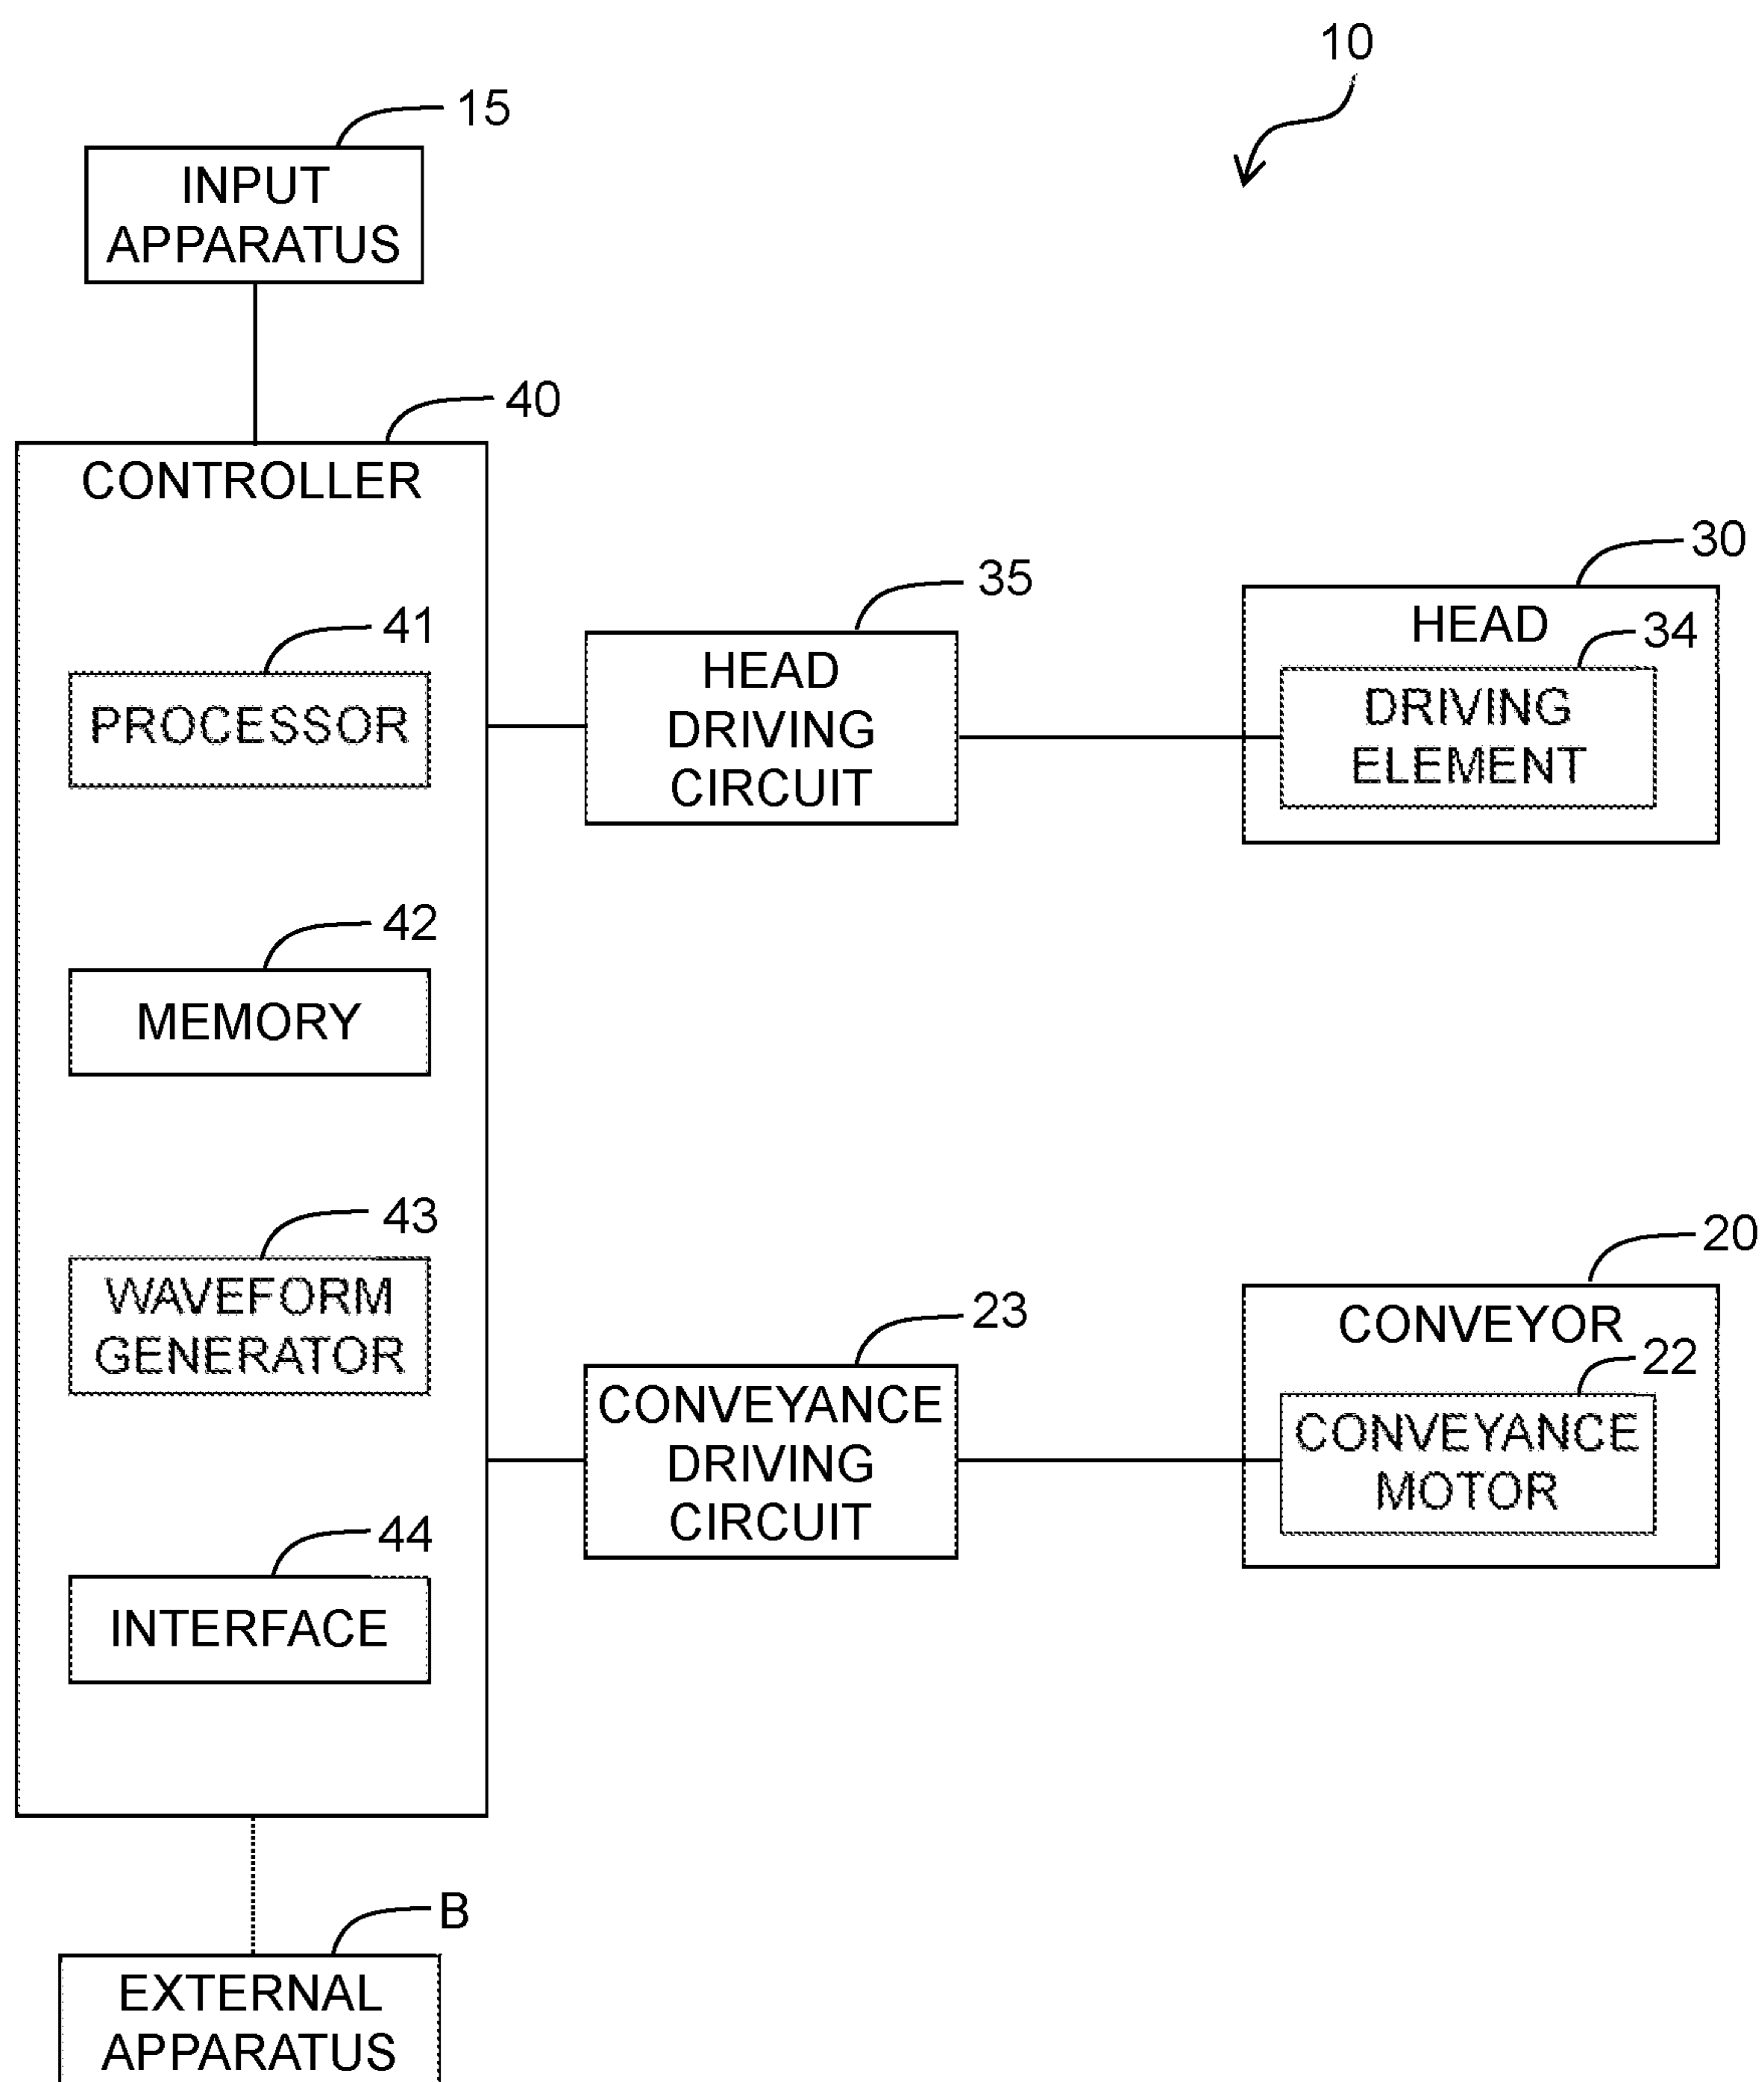 10
15
INPUT
APPARATUS
40
CONTROLLER
41
PROCESSOR
42
MEMORY
43
WAVEFORM
GENERATOR
44
INTERFACE
35
HEAD
DRIVING
CIRCUIT
30
HEAD
34
DRIVING
ELEMENT
23
CONVEYANCE
DRIVING
CIRCUIT
20
CONVEYOR
22
CONVEYANCE
MOTOR
B
EXTERNAL
APPARATUS